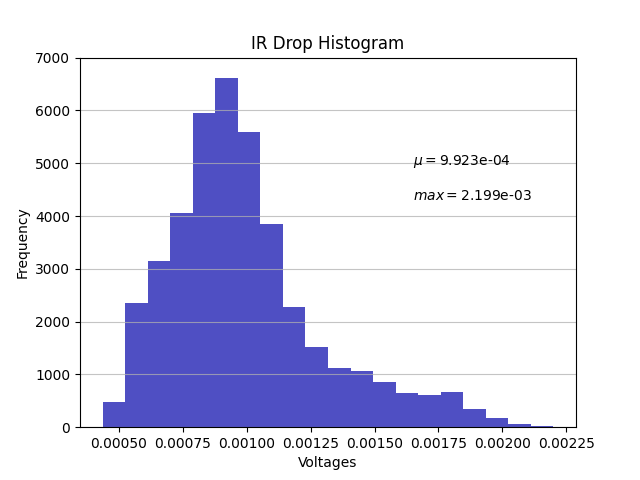 IR Drop Histogram
7000
6000
5000
4000
3000
2000
1000
0
Frequency
μ = 9.923e-04
max = 2.199e-03
0.00050 0.00075 0.00100 0.00125 0.00150 0.00175 0.00200 0.00225
Voltages